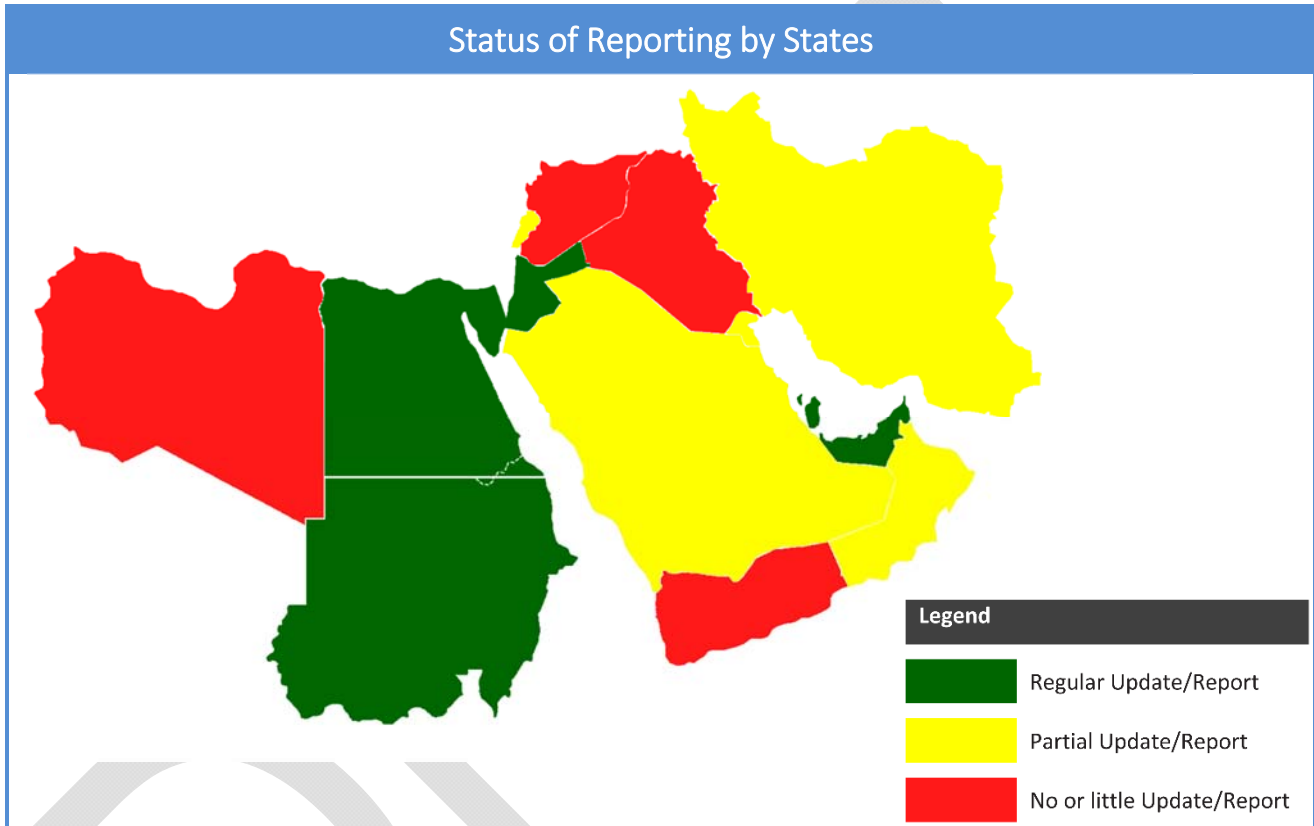 Status of Reporting by States
Legend
Regular Update/Report
Partial Update/Report
No or little Update/Report